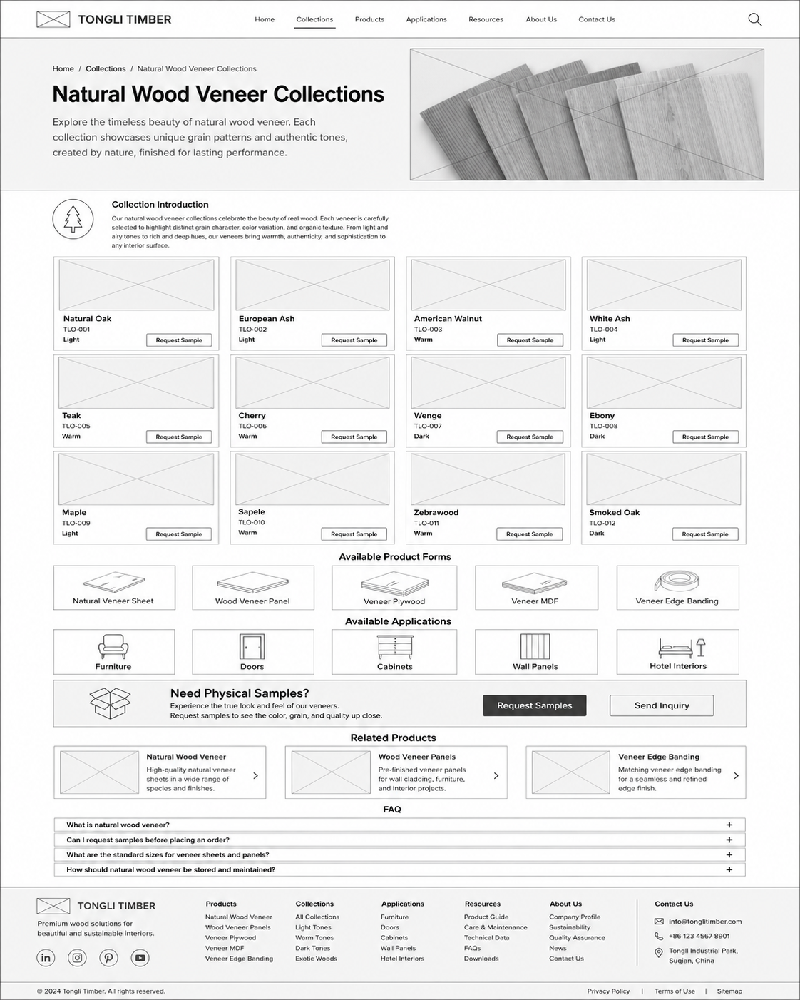 TONGLI TIMBER
Home Collections Products Applications Resources About Us Contact Us
Home / Collections / Natural Wood Veneer Collections
Natural Wood Veneer Collections
Explore the timeless beauty of natural wood veneer. Each
collection showcases unique grain patterns and authentic tones,
created by nature, finished for lasting performance.
Collection Introduction
Our natural wood veneer collections celebrate the beauty of real wood. Each veneer is carefully
selected to highlight distinct grain character, color variation, and organic texture. From light and
airy tones to rich and deep hues, our veneers bring warmth, authenticity, and sophistication to
any interior surface.
Natural Oak
TLO-001
Light
Request Sample
European Ash
TLO-002
Light
Request Sample
American Walnut
TLO-003
Warm
Request Sample
White Ash
TLO-004
Light
Request Sample
Teak
TLO-005
Warm
Request Sample
Cherry
TLO-006
Warm
Request Sample
Wenge
TLO-007
Dark
Request Sample
Ebony
TLO-008
Dark
Request Sample
Maple
TLO-009
Light
Request Sample
Sapele
TLO-010
Warm
Request Sample
Zebrawood
TLO-011
Warm
Request Sample
Smoked Oak
TLO-012
Dark
Request Sample
Available Product Forms
Natural Veneer Sheet
Wood Veneer Panel
Veneer Plywood
Veneer MDF
Veneer Edge Banding
Available Applications
Furniture
Doors
Cabinets
Wall Panels
Hotel Interiors
Need Physical Samples?
Experience the true look and feel of our veneers.
Request samples to see the color, grain, and quality up close.
Request Samples
Send Inquiry
Related Products
Natural Wood Veneer
High-quality natural veneer
sheets in a wide range of
species and finishes.
Wood Veneer Panels
Pre-finished veneer panels
for wall cladding, furniture,
and interior projects.
Veneer Edge Banding
Matching veneer edge banding
for a seamless and refined
edge finish.
FAQ
What is natural wood veneer? +
Can I request samples before placing an order? +
What are the standard sizes for veneer sheets and panels? +
How should natural wood veneer be stored and maintained? +
TONGLI TIMBER
Premium wood solutions for
beautiful and sustainable interiors.
in
Products
Natural Wood Veneer
Wood Veneer Panels
Veneer Plywood
Veneer MDF
Veneer Edge Banding
Collections
All Collections
Light Tones
Warm Tones
Dark Tones
Exotic Woods
Applications
Furniture
Doors
Cabinets
Wall Panels
Hotel Interiors
Resources
Product Guide
Care & Maintenance
Technical Data
FAQs
Downloads
About Us
Company Profile
Sustainability
Quality Assurance
News
Contact Us
Contact Us
info@tonglitimber.com
+86 123 4567 8901
Tongli Industrial Park,
Suqian, China
© 2024 Tongli Timber. All rights reserved.
Privacy Policy | Terms of Use | Sitemap